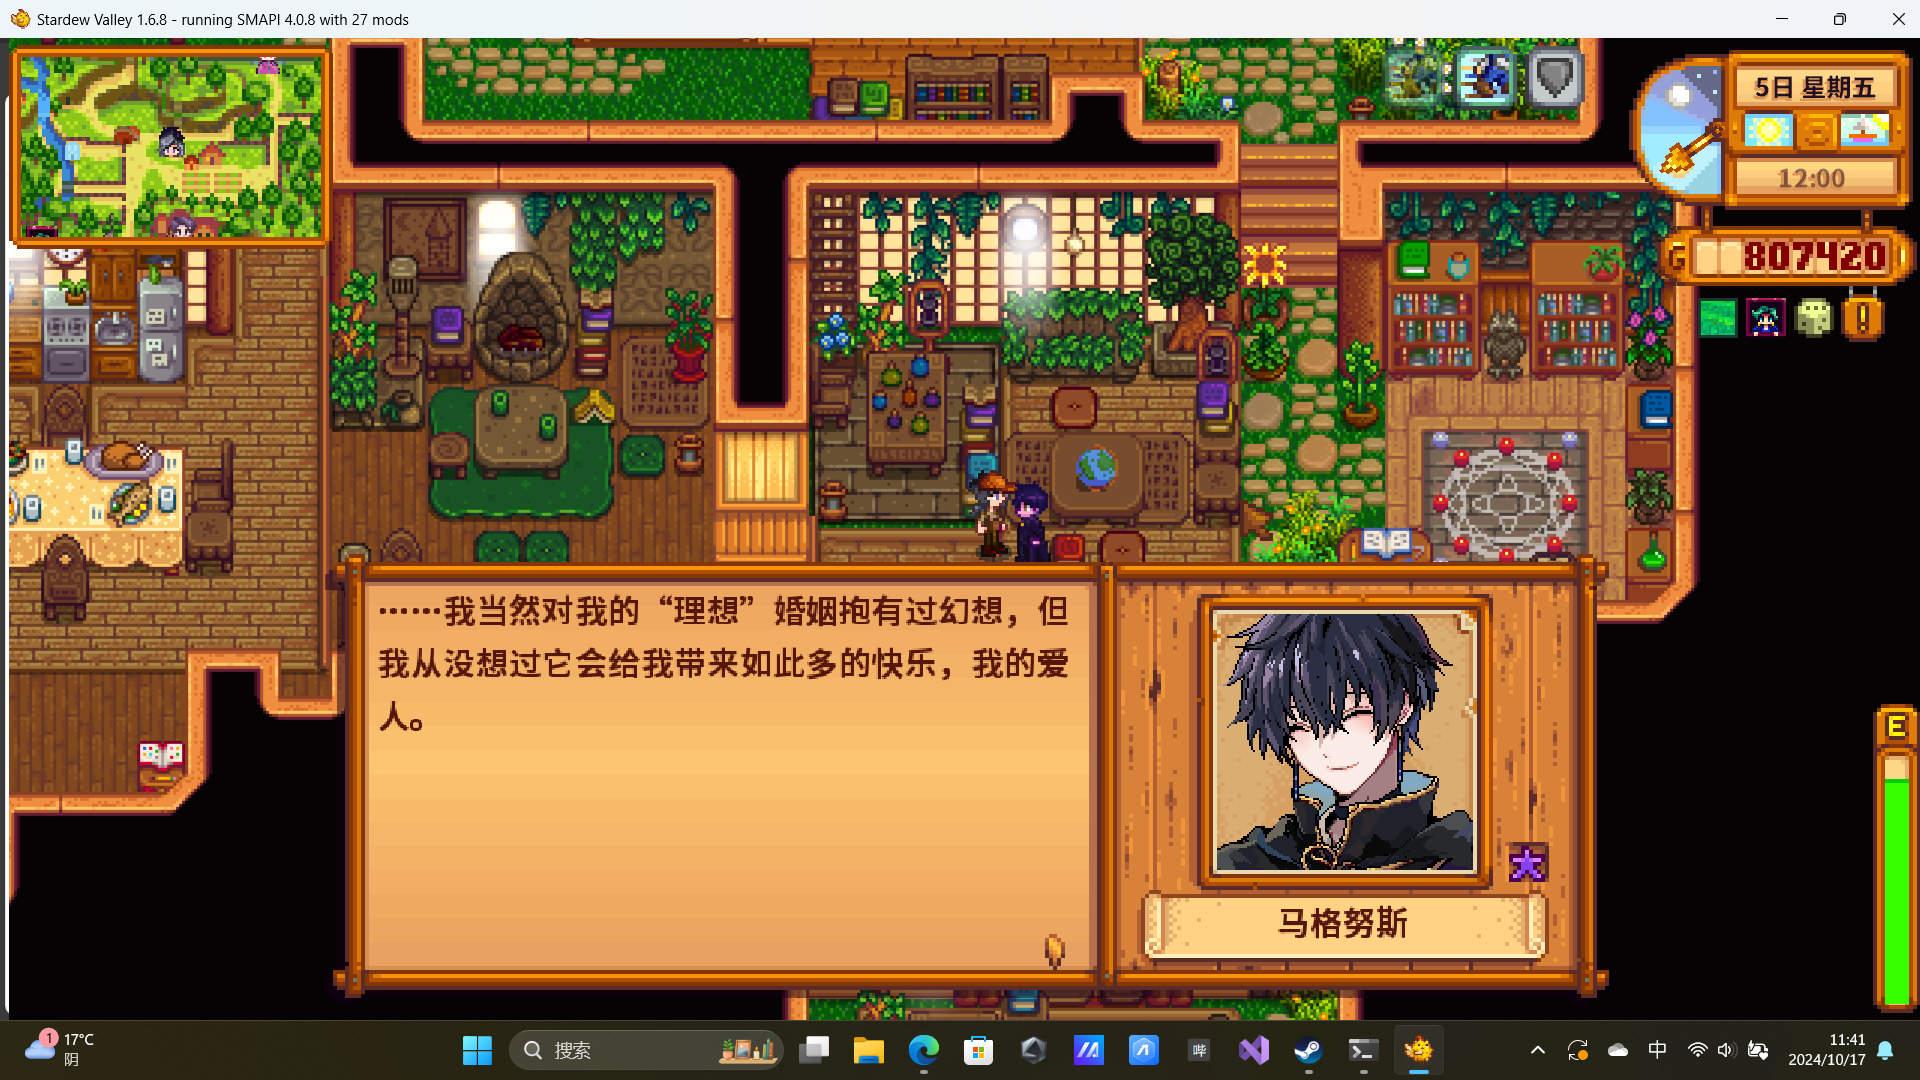 Stardew Valley 1.6.8 - running SMAPI 4.0.8 with 27 mods
5日 星期五
12:00
G 807420
……我当然对我的“理想”婚姻抱有过幻想，但
我从没想过它会给我带来如此多的快乐，我的爱
人。
马格努斯
E
1
17°C
阴
搜索
哔
中
11:41
2024/10/17